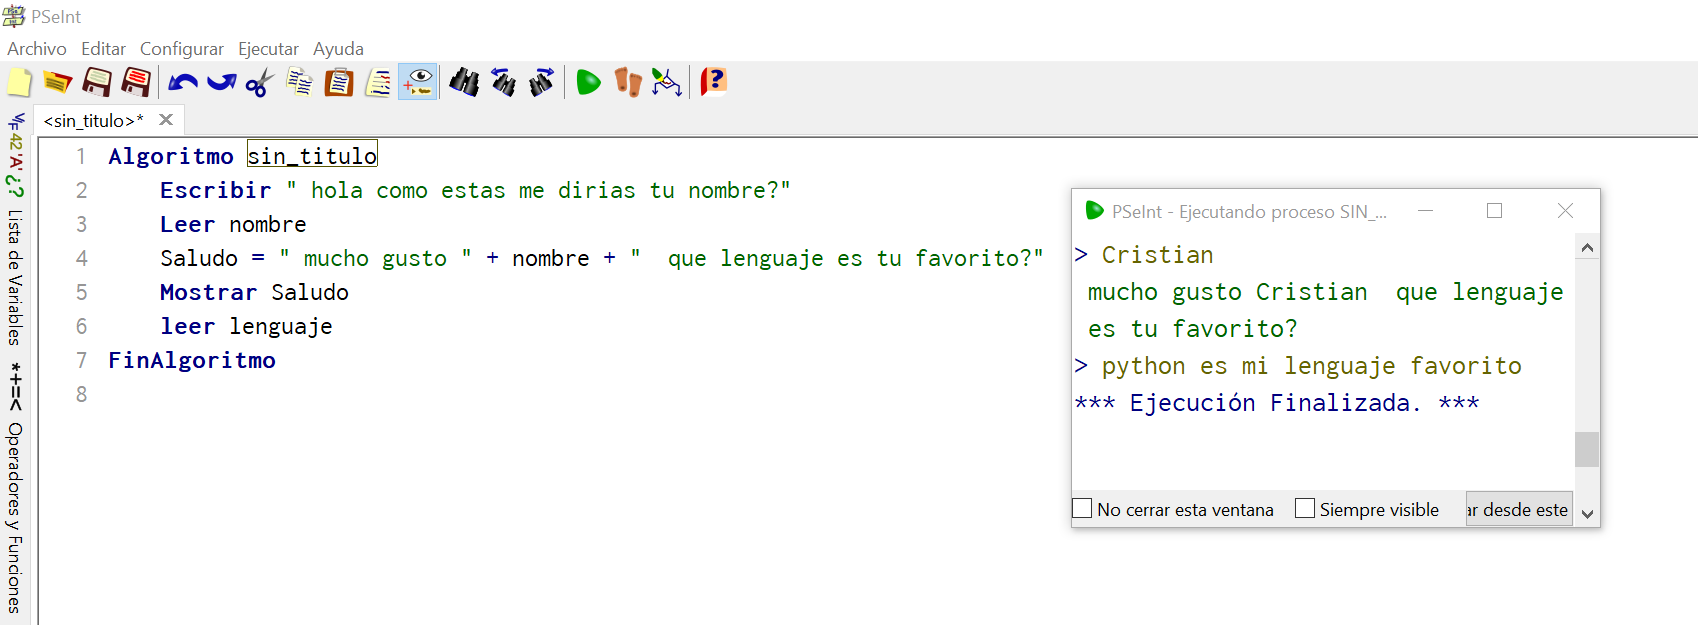 PSeInt
Archivo Editar Configurar Ejecutar Ayuda
<sin_titulo>*
1 Algoritmo sin_titulo
2 Escribir " hola como estas me dirias tu nombre?"
3 Leer nombre
4 Saludo = " mucho gusto " + nombre + "  que lenguaje es tu favorito?"
5 Mostrar Saludo
6 leer lenguaje
7 FinAlgoritmo
8
V/F 42 'A' ¿? Lista de Variables
*+=< Operadores y Funciones
PSeInt - Ejecutando proceso SIN_...
> Cristian
mucho gusto Cristian  que lenguaje
es tu favorito?
> python es mi lenguaje favorito
*** Ejecución Finalizada. ***
No cerrar esta ventana Siempre visible ar desde este